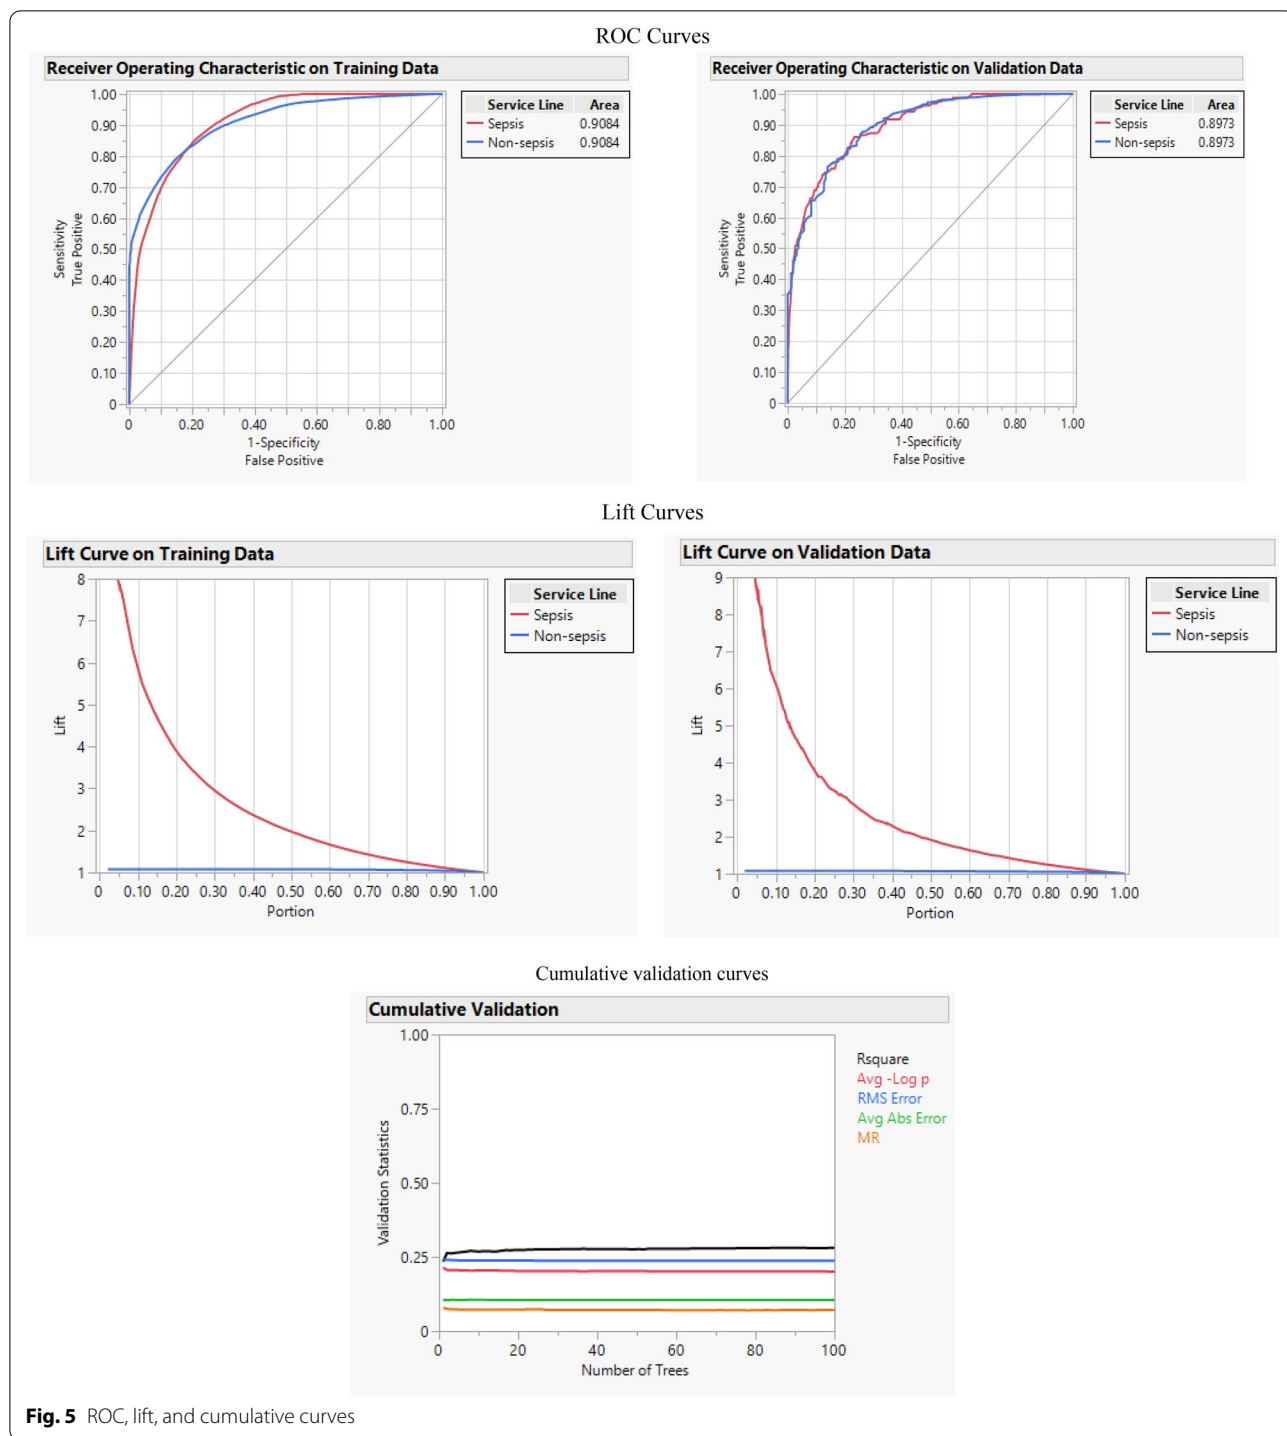 ROC Curves
Receiver Operating Characteristic on Training Data
1.00
0.90
0.80
0.70
0.60
0.50
0.40
0.30
0.20
0.10
0
Sensitivity
True Positive
0 0.20 0.40 0.60 0.80 1.00
1-Specificity
False Positive
Service Line Area
Sepsis 0.9084
Non-sepsis 0.9084
Receiver Operating Characteristic on Validation Data
1.00
0.90
0.80
0.70
0.60
0.50
0.40
0.30
0.20
0.10
0
Sensitivity
True Positive
0 0.20 0.40 0.60 0.80 1.00
1-Specificity
False Positive
Service Line Area
Sepsis 0.8973
Non-sepsis 0.8973
Lift Curves
Lift Curve on Training Data
8
7
6
5
4
3
2
1
Lift
0 0.10 0.20 0.30 0.40 0.50 0.60 0.70 0.80 0.90 1.00
Portion
Service Line
Sepsis
Non-sepsis
Lift Curve on Validation Data
9
8
7
6
5
4
3
2
1
Lift
0 0.10 0.20 0.30 0.40 0.50 0.60 0.70 0.80 0.90 1.00
Portion
Service Line
Sepsis
Non-sepsis
Cumulative validation curves
Cumulative Validation
1.00
0.75
0.50
0.25
0
Validation Statistics
0 20 40 60 80 100
Number of Trees
Rsquare
Avg -Log p
RMS Error
Avg Abs Error
MR
Fig. 5 ROC, lift, and cumulative curves